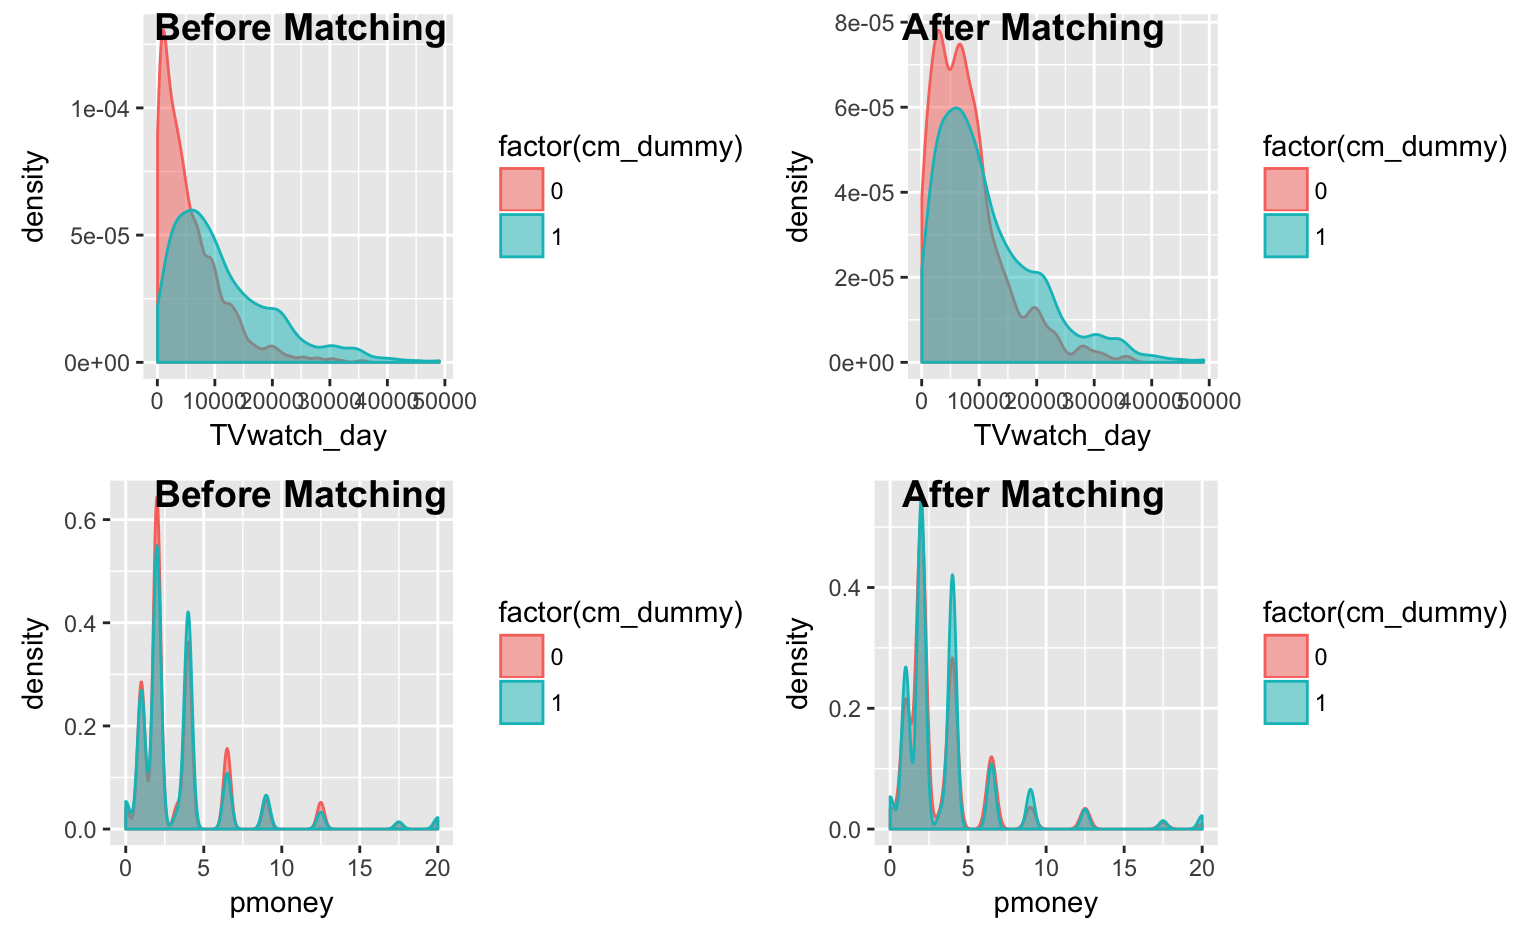 Before Matching
1e-04
5e-05
0e+00
density
0 10000 20000 30000 40000 50000
TVwatch_day
factor(cm_dummy)
0
1
After Matching
8e-05
6e-05
4e-05
2e-05
0e+00
density
0 10000 20000 30000 40000 50000
TVwatch_day
factor(cm_dummy)
0
1
Before Matching
0.6
0.4
0.2
0.0
density
0 5 10 15 20
pmoney
factor(cm_dummy)
0
1
After Matching
0.4
0.2
0.0
density
0 5 10 15 20
pmoney
factor(cm_dummy)
0
1